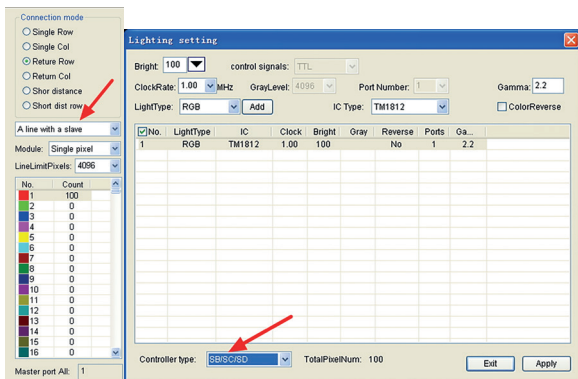 Connection mode
Single Row
Single Col
Reture Row
Return Col
Shor distance
Short dist row
A line with a slave
Module: Single pixel
LineLimitPixels: 4096
No. Count
1 100
2 0
3 0
4 0
5 0
6 0
7 0
8 0
9 0
10 0
11 0
12 0
13 0
14 0
15 0
16 0
Master port All: 1
Lighting setting
Bright: 100 control signals: TTL
ClockRate: 1.00 MHz GrayLevel: 4096 Port Number: 1 Gamma: 2.2
LightType: RGB Add IC Type: TM1812 ColorReverse
No. LightType IC Clock Bright Gray Reverse Ports Ga...
1 RGB TM1812 1.00 100 No 1 2.2
Controller type: SB/SC/SD TotalPixelNum: 100 Exit Apply